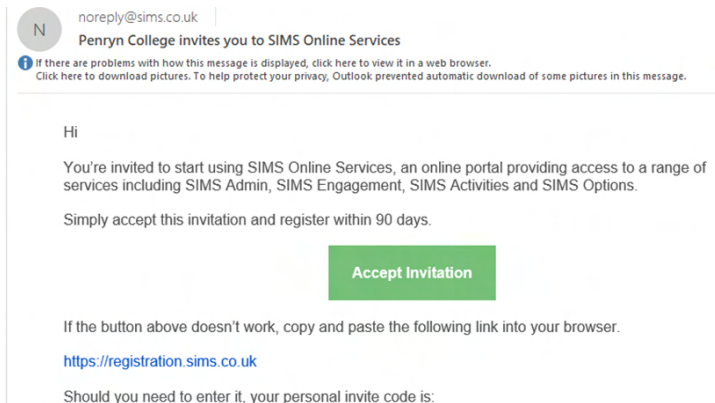 N
noreply@sims.co.uk
Penryn College invites you to SIMS Online Services
i If there are problems with how this message is displayed, click here to view it in a web browser.
Click here to download pictures. To help protect your privacy, Outlook prevented automatic download of some pictures in this message.
Hi
You’re invited to start using SIMS Online Services, an online portal providing access to a range of
services including SIMS Admin, SIMS Engagement, SIMS Activities and SIMS Options.
Simply accept this invitation and register within 90 days.
Accept Invitation
If the button above doesn’t work, copy and paste the following link into your browser.
https://registration.sims.co.uk
Should you need to enter it, your personal invite code is: